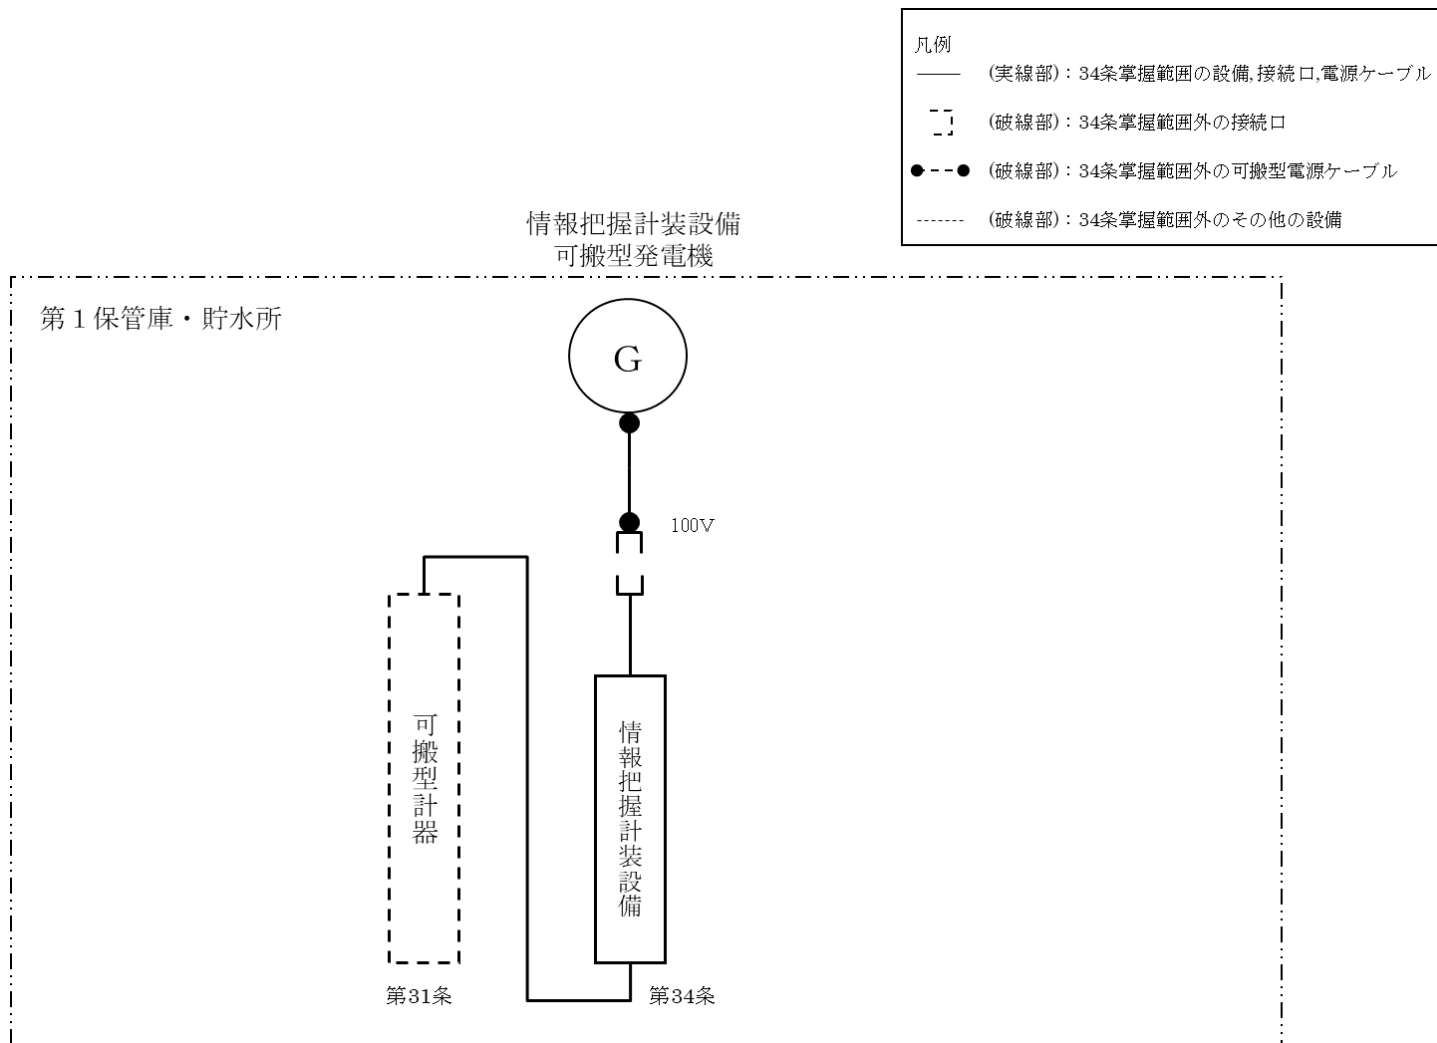 凡例
(実線部)：34条掌握範囲の設備,接続口,電源ケーブル
(破線部)：34条掌握範囲外の接続口
(破線部)：34条掌握範囲外の可搬型電源ケーブル
(破線部)：34条掌握範囲外のその他の設備
情報把握計装設備
可搬型発電機
第１保管庫・貯水所
G
100V
可搬型計器
情報把握計装設備
第31条
第34条